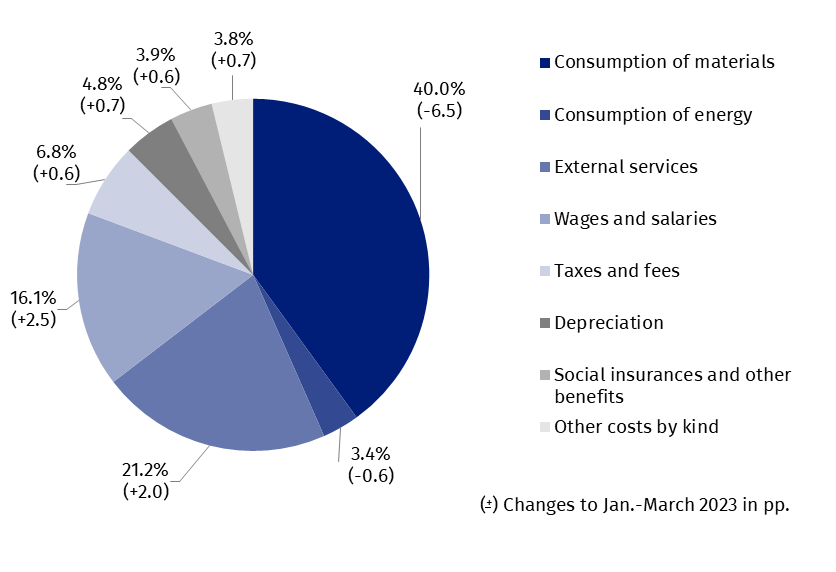 3.8%
(+0.7)
3.9%
(+0.6)
4.8%
(+0.7)
6.8%
(+0.6)
16.1%
(+2.5)
21.2%
(+2.0)
3.4%
(-0.6)
40.0%
(-6.5)
Consumption of materials
Consumption of energy
External services
Wages and salaries
Taxes and fees
Depreciation
Social insurances and other
benefits
Other costs by kind
(±) Changes to Jan.-March 2023 in pp.